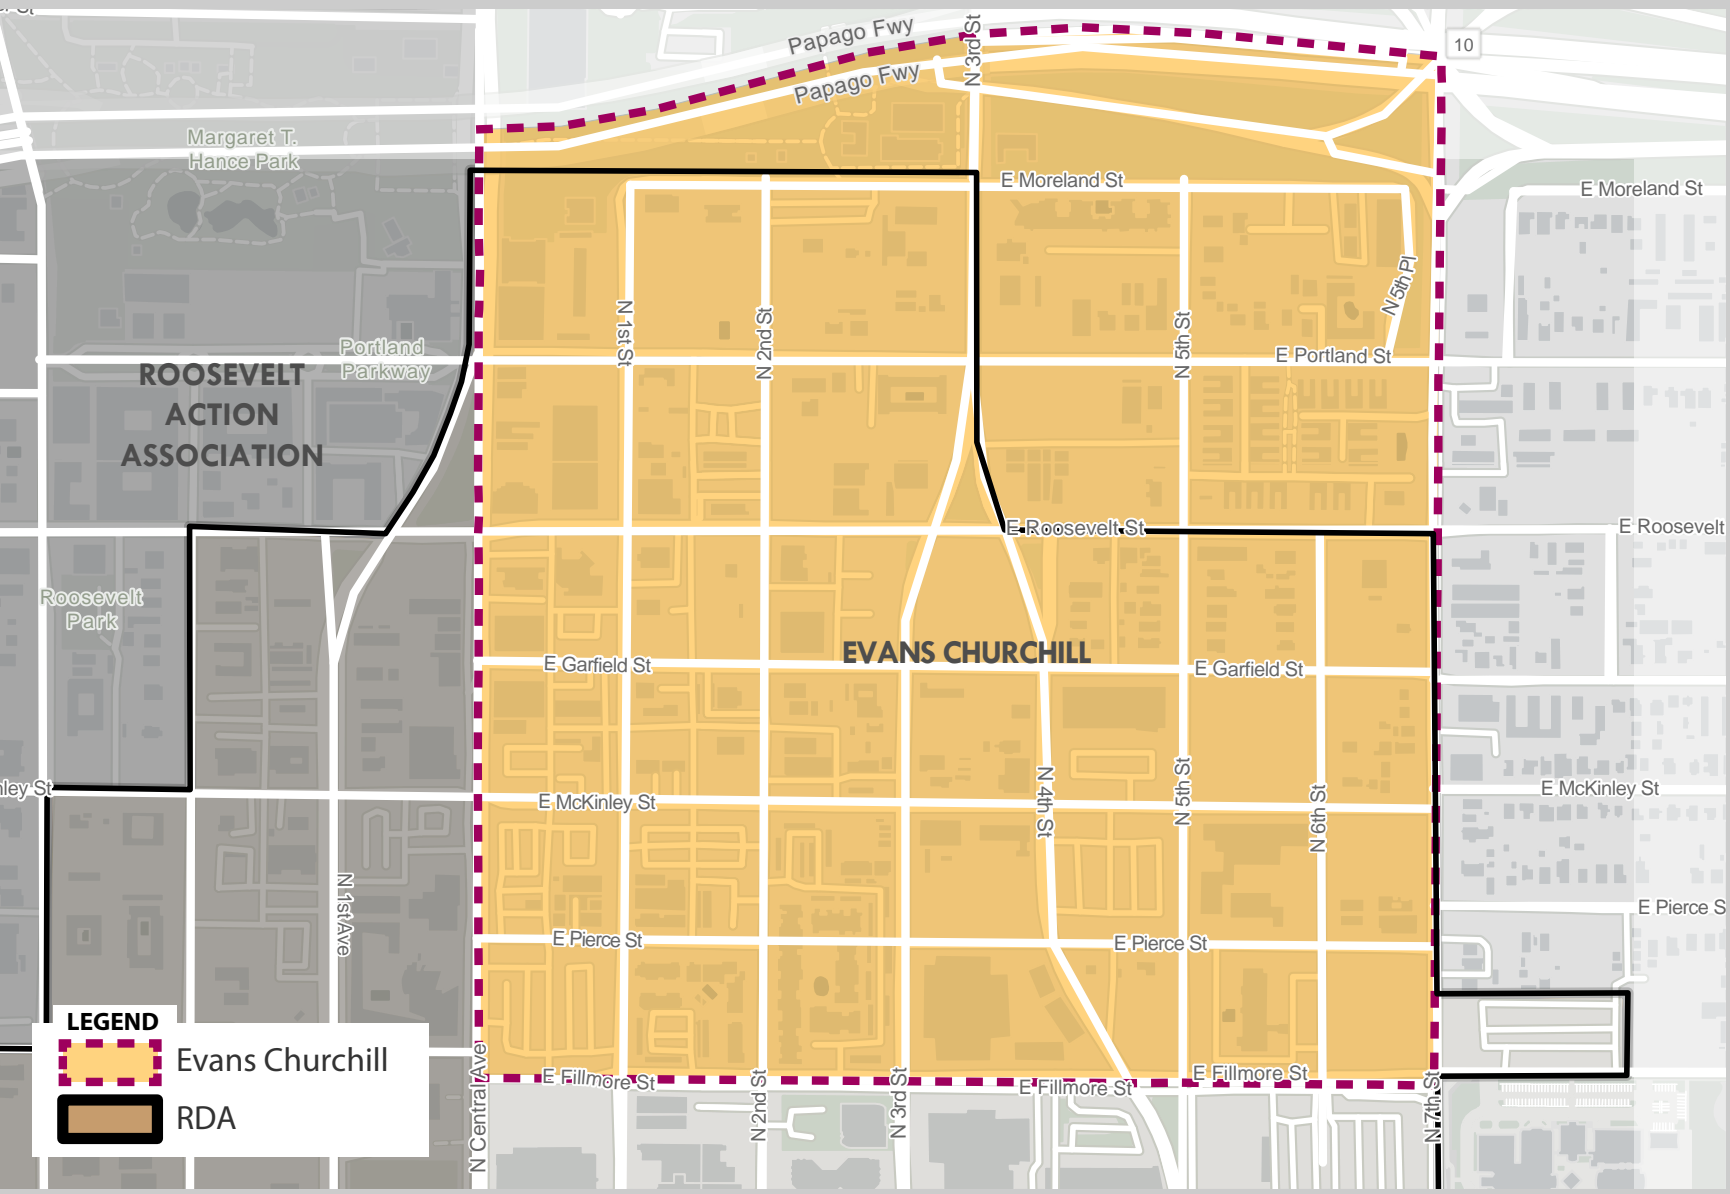 Papago Fwy
N 3rd St
10
Papago Fwy
Margaret T.
Hance Park
E Moreland St
E Moreland St
N 5th Pl
N 1st St
N 2nd St
N 5th St
Portland
Parkway
E Portland St
ROOSEVELT
ACTION
ASSOCIATION
E Roosevelt St
E Roosevelt
Roosevelt
Park
EVANS CHURCHILL
E Garfield St
E Garfield St
nley St
E McKinley St
N 4th St
N 5th St
N 6th St
E McKinley St
N 1st Ave
E Pierce St
E Pierce St
E Pierce S
LEGEND
Evans Churchill
RDA
N Central Ave
E Fillmore St
N 2nd St
N 3rd St
E Fillmore St
E Fillmore St
N 7th St